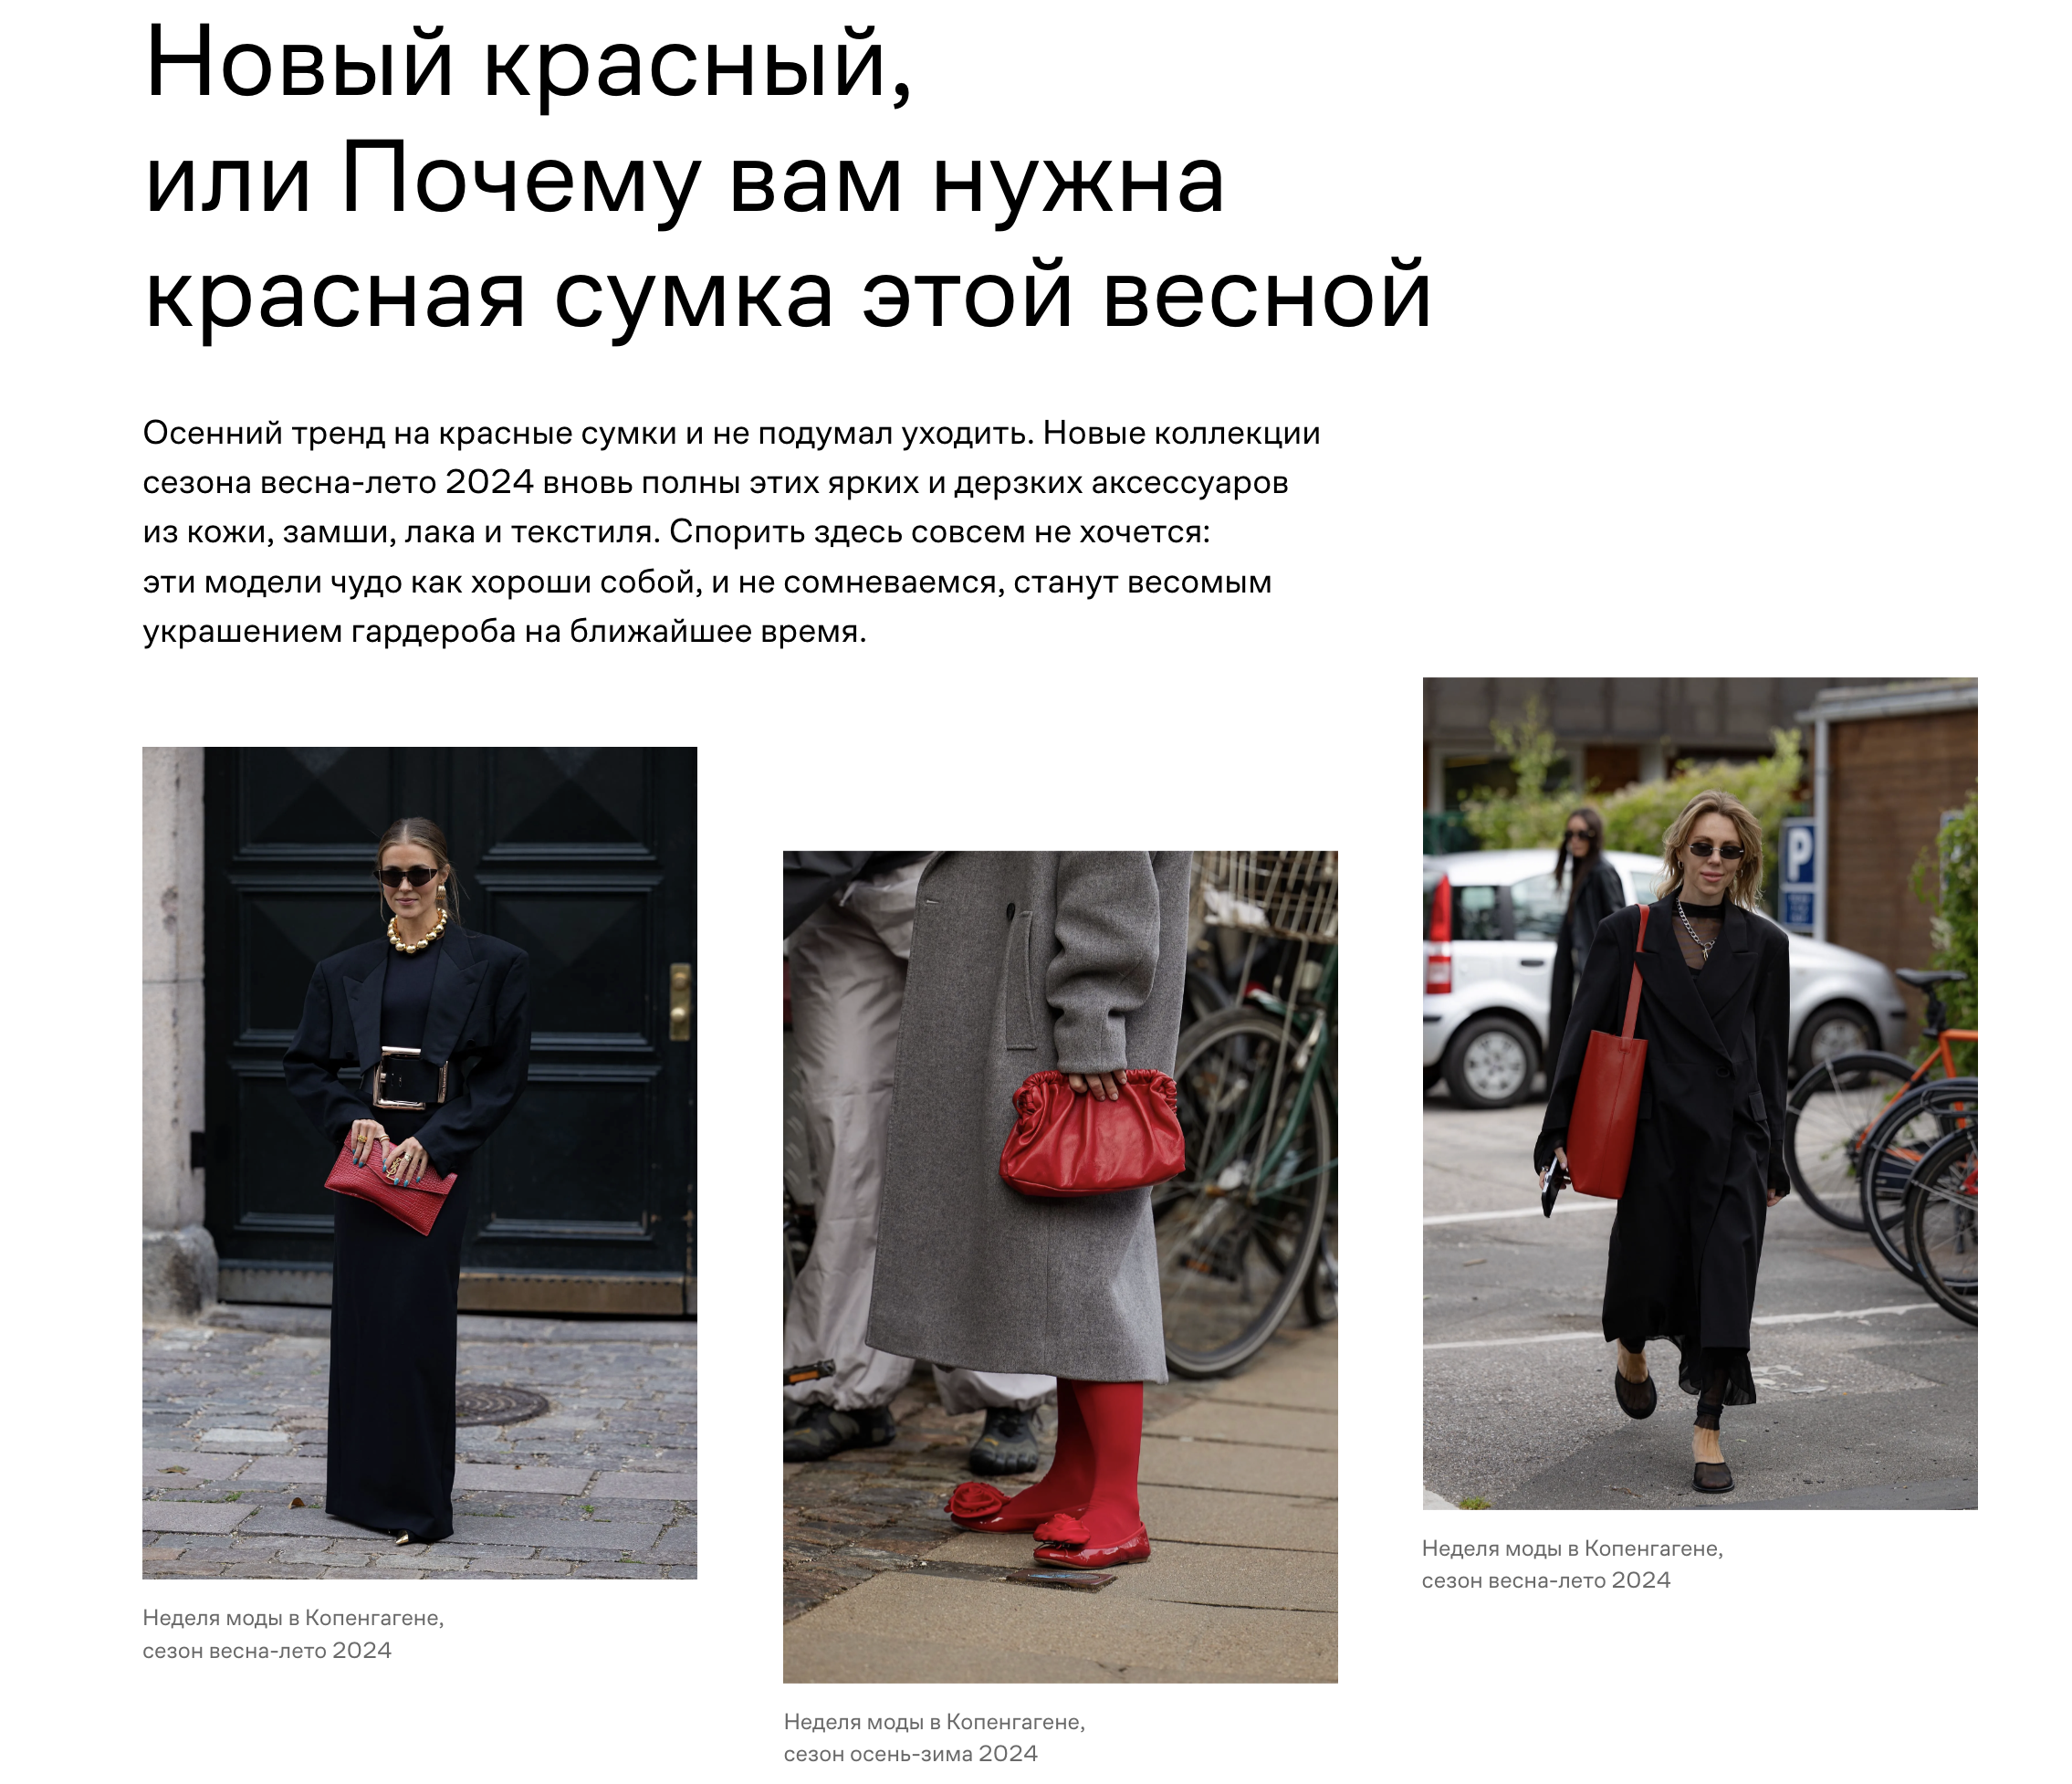 Новый красный,
или Почему вам нужна
красная сумка этой весной
Осенний тренд на красные сумки и не подумал уходить. Новые коллекции
сезона весна-лето 2024 вновь полны этих ярких и дерзких аксессуаров
из кожи, замши, лака и текстиля. Спорить здесь совсем не хочется:
эти модели чудо как хороши собой, и не сомневаемся, станут весомым
украшением гардероба на ближайшее время.
P
Неделя моды в Копенгагене,
сезон весна-лето 2024
Неделя моды в Копенгагене,
сезон осень-зима 2024
Неделя моды в Копенгагене,
сезон весна-лето 2024